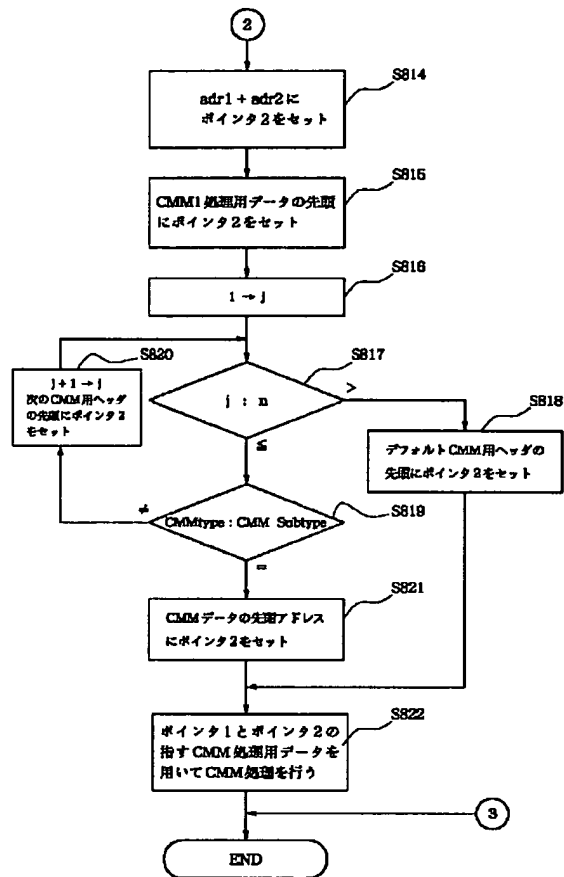 2
S814
adr1 + adr2に
ポインタ2をセット
S815
CMM1処理用データの先頭
にポインタ2をセット
S816
1 → j
S820
j + 1 → j
次のCMM用ヘッダ
の先頭にポインタ2
をセット
S817
j : n
>
≦
S818
デフォルトCMM用ヘッダの
先頭にポインタ2をセット
≠
CMMtype : CMM Subtype
S819
=
S821
CMMデータの先頭アドレス
にポインタ2をセット
S822
ポインタ1とポインタ2の
指すCMM処理用データを
用いてCMM処理を行う
3
END